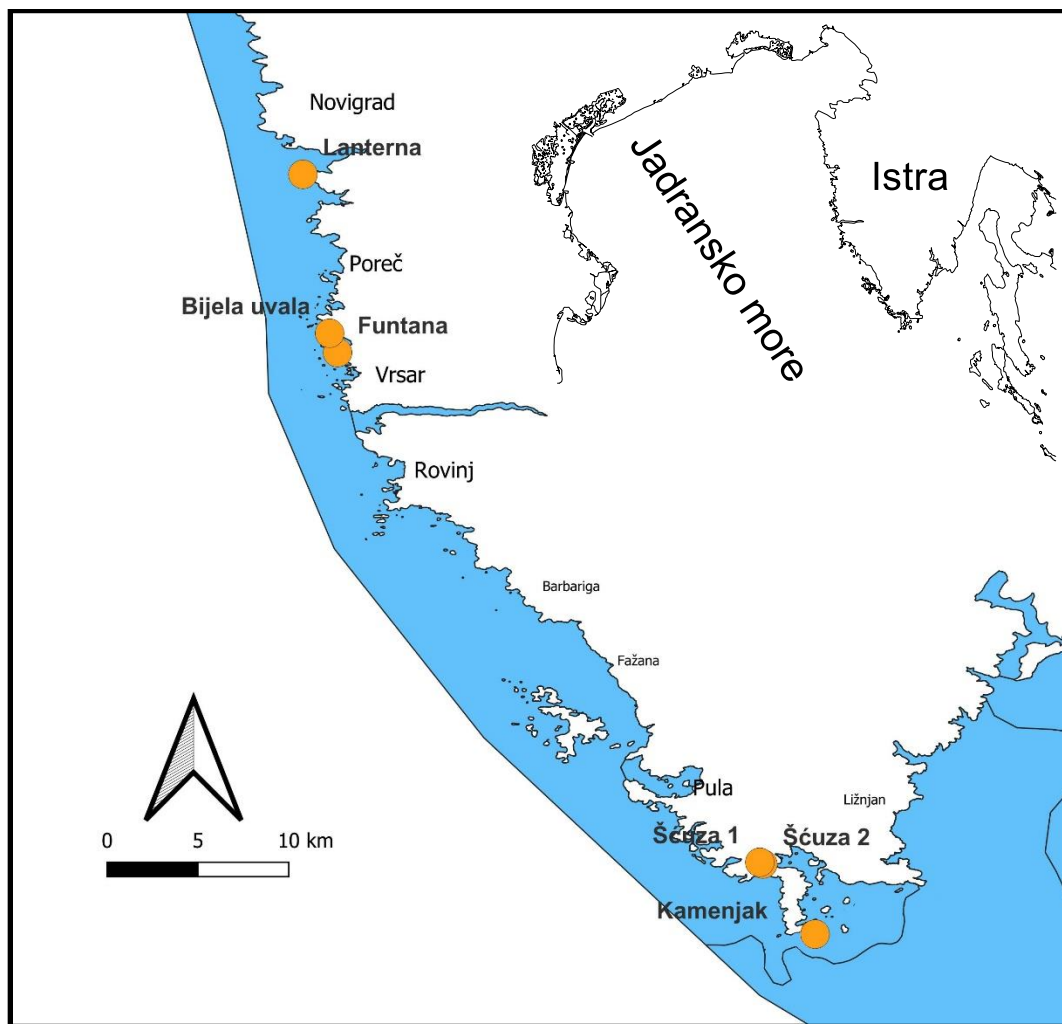 Novigrad
Lanterna
Jadransko more
Istra
Poreč
Bijela uvala
Funtana
Vrsar
Rovinj
Barbariga
Fažana
Pula
Ližnjan
0 5 10 km
Šćuza 1
Šćuza 2
Kamenjak